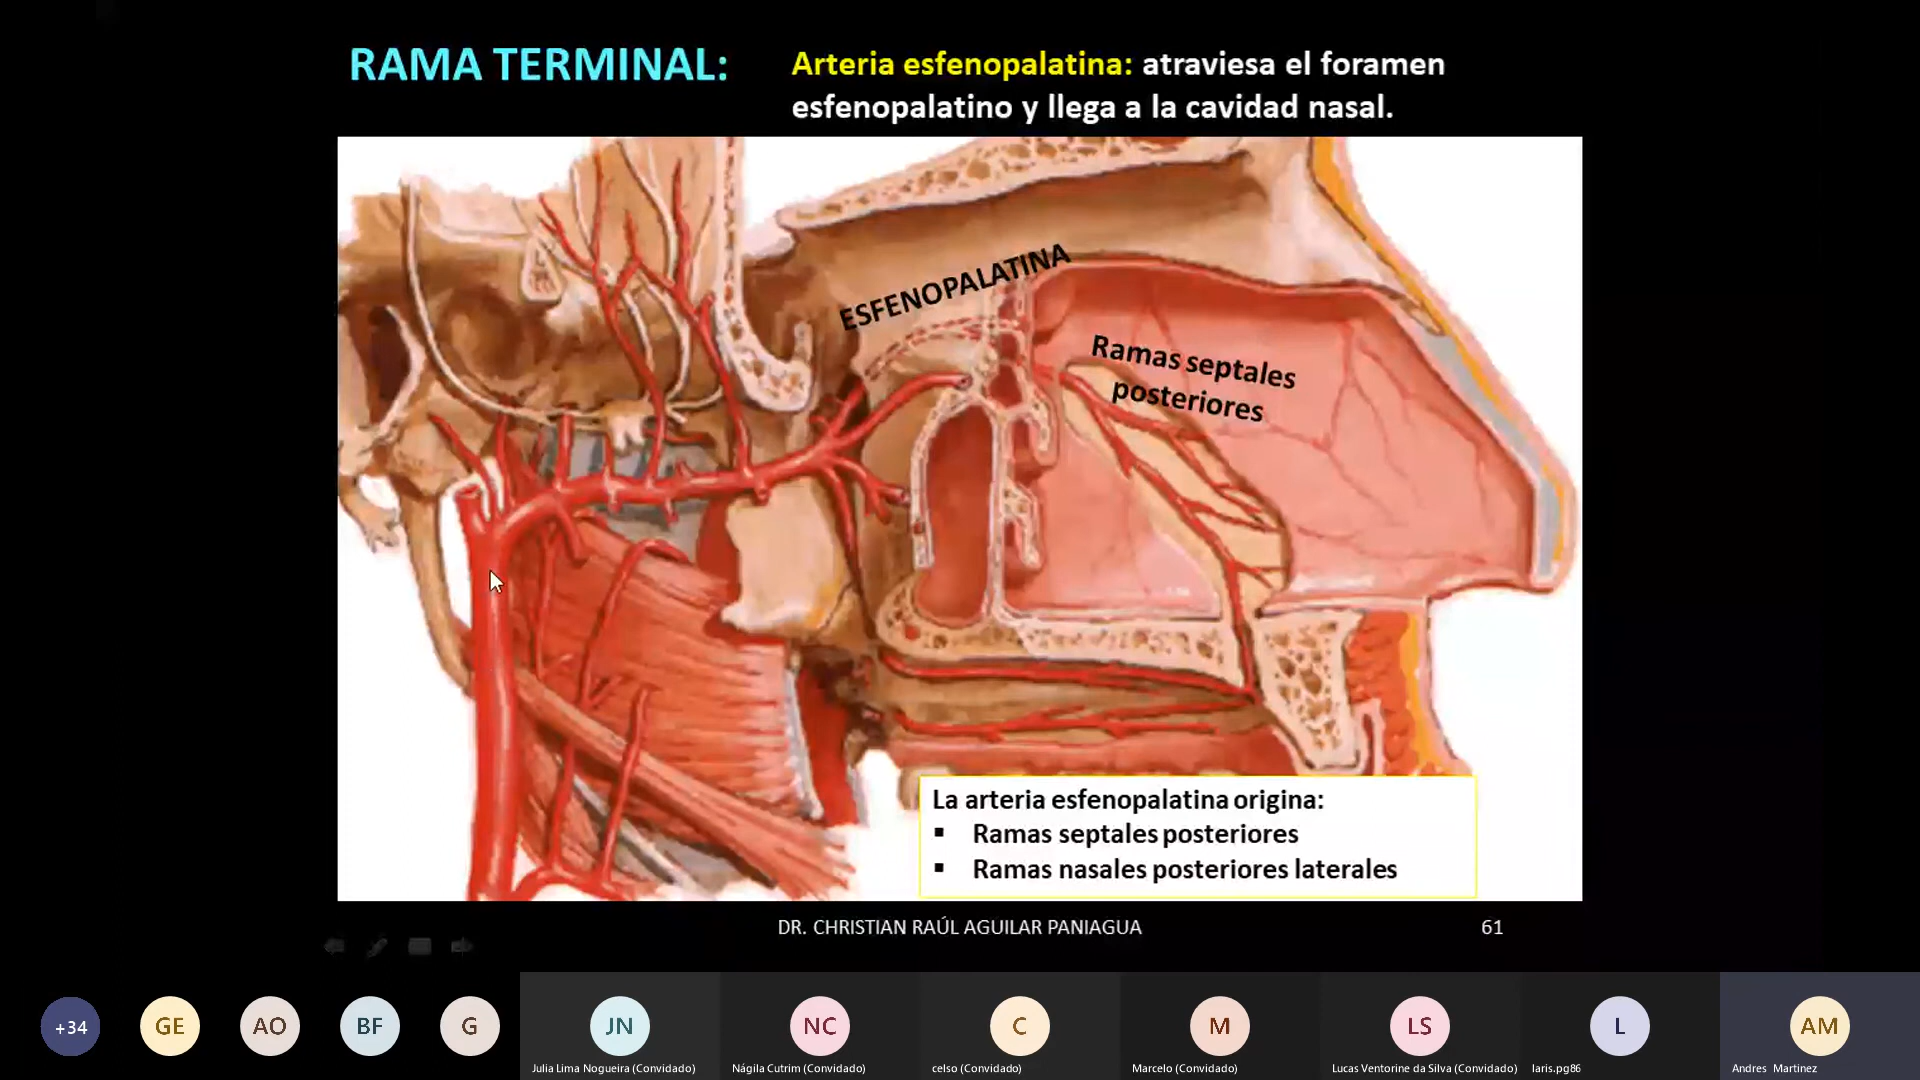 RAMA TERMINAL:
Arteria esfenopalatina: atraviesa el foramen
esfenopalatino y llega a la cavidad nasal.
ESFENOPALATINA
Ramas septales
posteriores
La arteria esfenopalatina origina:
▪ Ramas septales posteriores
▪ Ramas nasales posteriores laterales
DR. CHRISTIAN RAÚL AGUILAR PANIAGUA
61
+34
GE
AO
BF
G
JN
NC
C
M
LS
L
AM
Julia Lima Nogueira (Convidado)
Nágila Cutrim (Convidado)
celso (Convidado)
Marcelo (Convidado)
Lucas Ventorine da Silva (Convidado)
laris.pg86
Andres Martinez